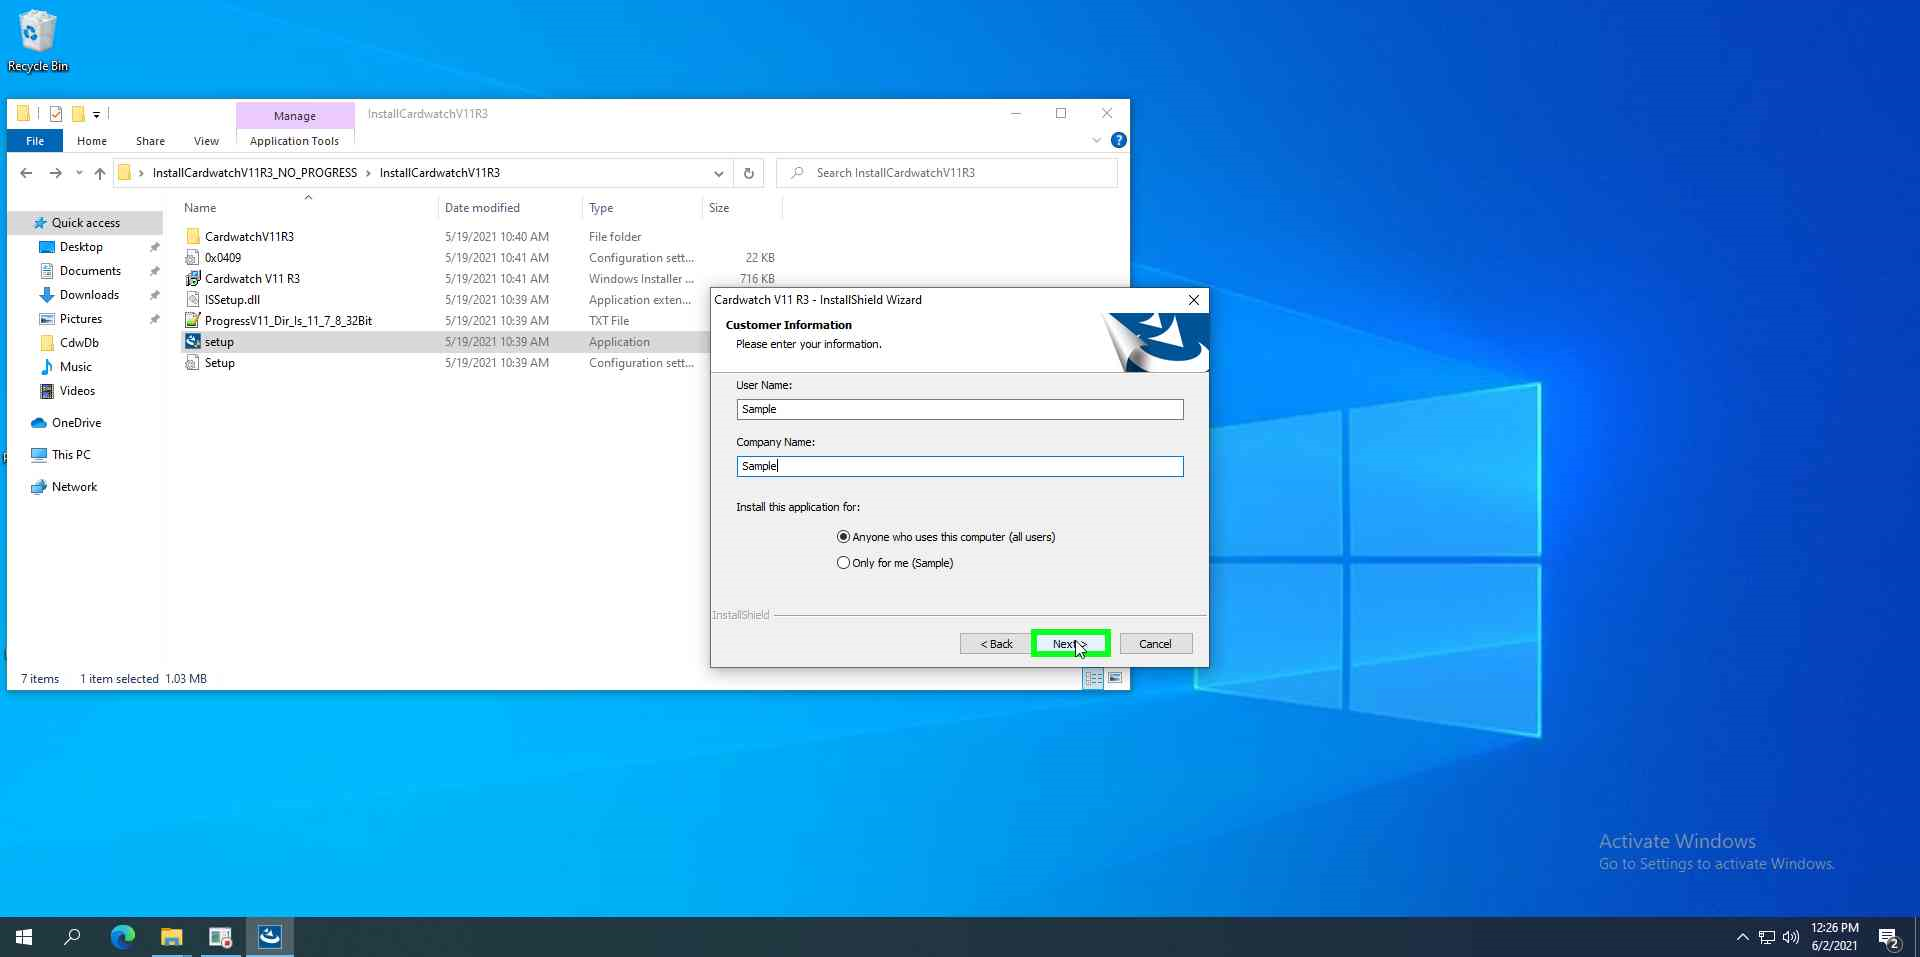 Recycle Bin
Manage
InstallCardwatchV11R3
File
Home
Share
View
Application Tools
InstallCardwatchV11R3_NO_PROGRESS
InstallCardwatchV11R3
Search InstallCardwatchV11R3
Name
Date modified
Type
Size
Quick access
Desktop
Documents
Downloads
Pictures
CdwDb
Music
Videos
OneDrive
This PC
Network
CardwatchV11R3 5/19/2021 10:40 AM File folder
0x0409 5/19/2021 10:41 AM Configuration sett... 22 KB
Cardwatch V11 R3 5/19/2021 10:41 AM Windows Installer ... 716 KB
ISSetup.dll 5/19/2021 10:39 AM Application exten...
ProgressV11_Dir_Is_11_7_8_32Bit 5/19/2021 10:39 AM TXT File
setup 5/19/2021 10:39 AM Application
Setup 5/19/2021 10:39 AM Configuration sett...
7 items 1 item selected 1.03 MB
Cardwatch V11 R3 - InstallShield Wizard
Customer Information
Please enter your information.
User Name:
Sample
Company Name:
Sample
Install this application for:
Anyone who uses this computer (all users)
Only for me (Sample)
InstallShield
< Back
Next >
Cancel
Activate Windows
Go to Settings to activate Windows.
12:26 PM
6/2/2021
2